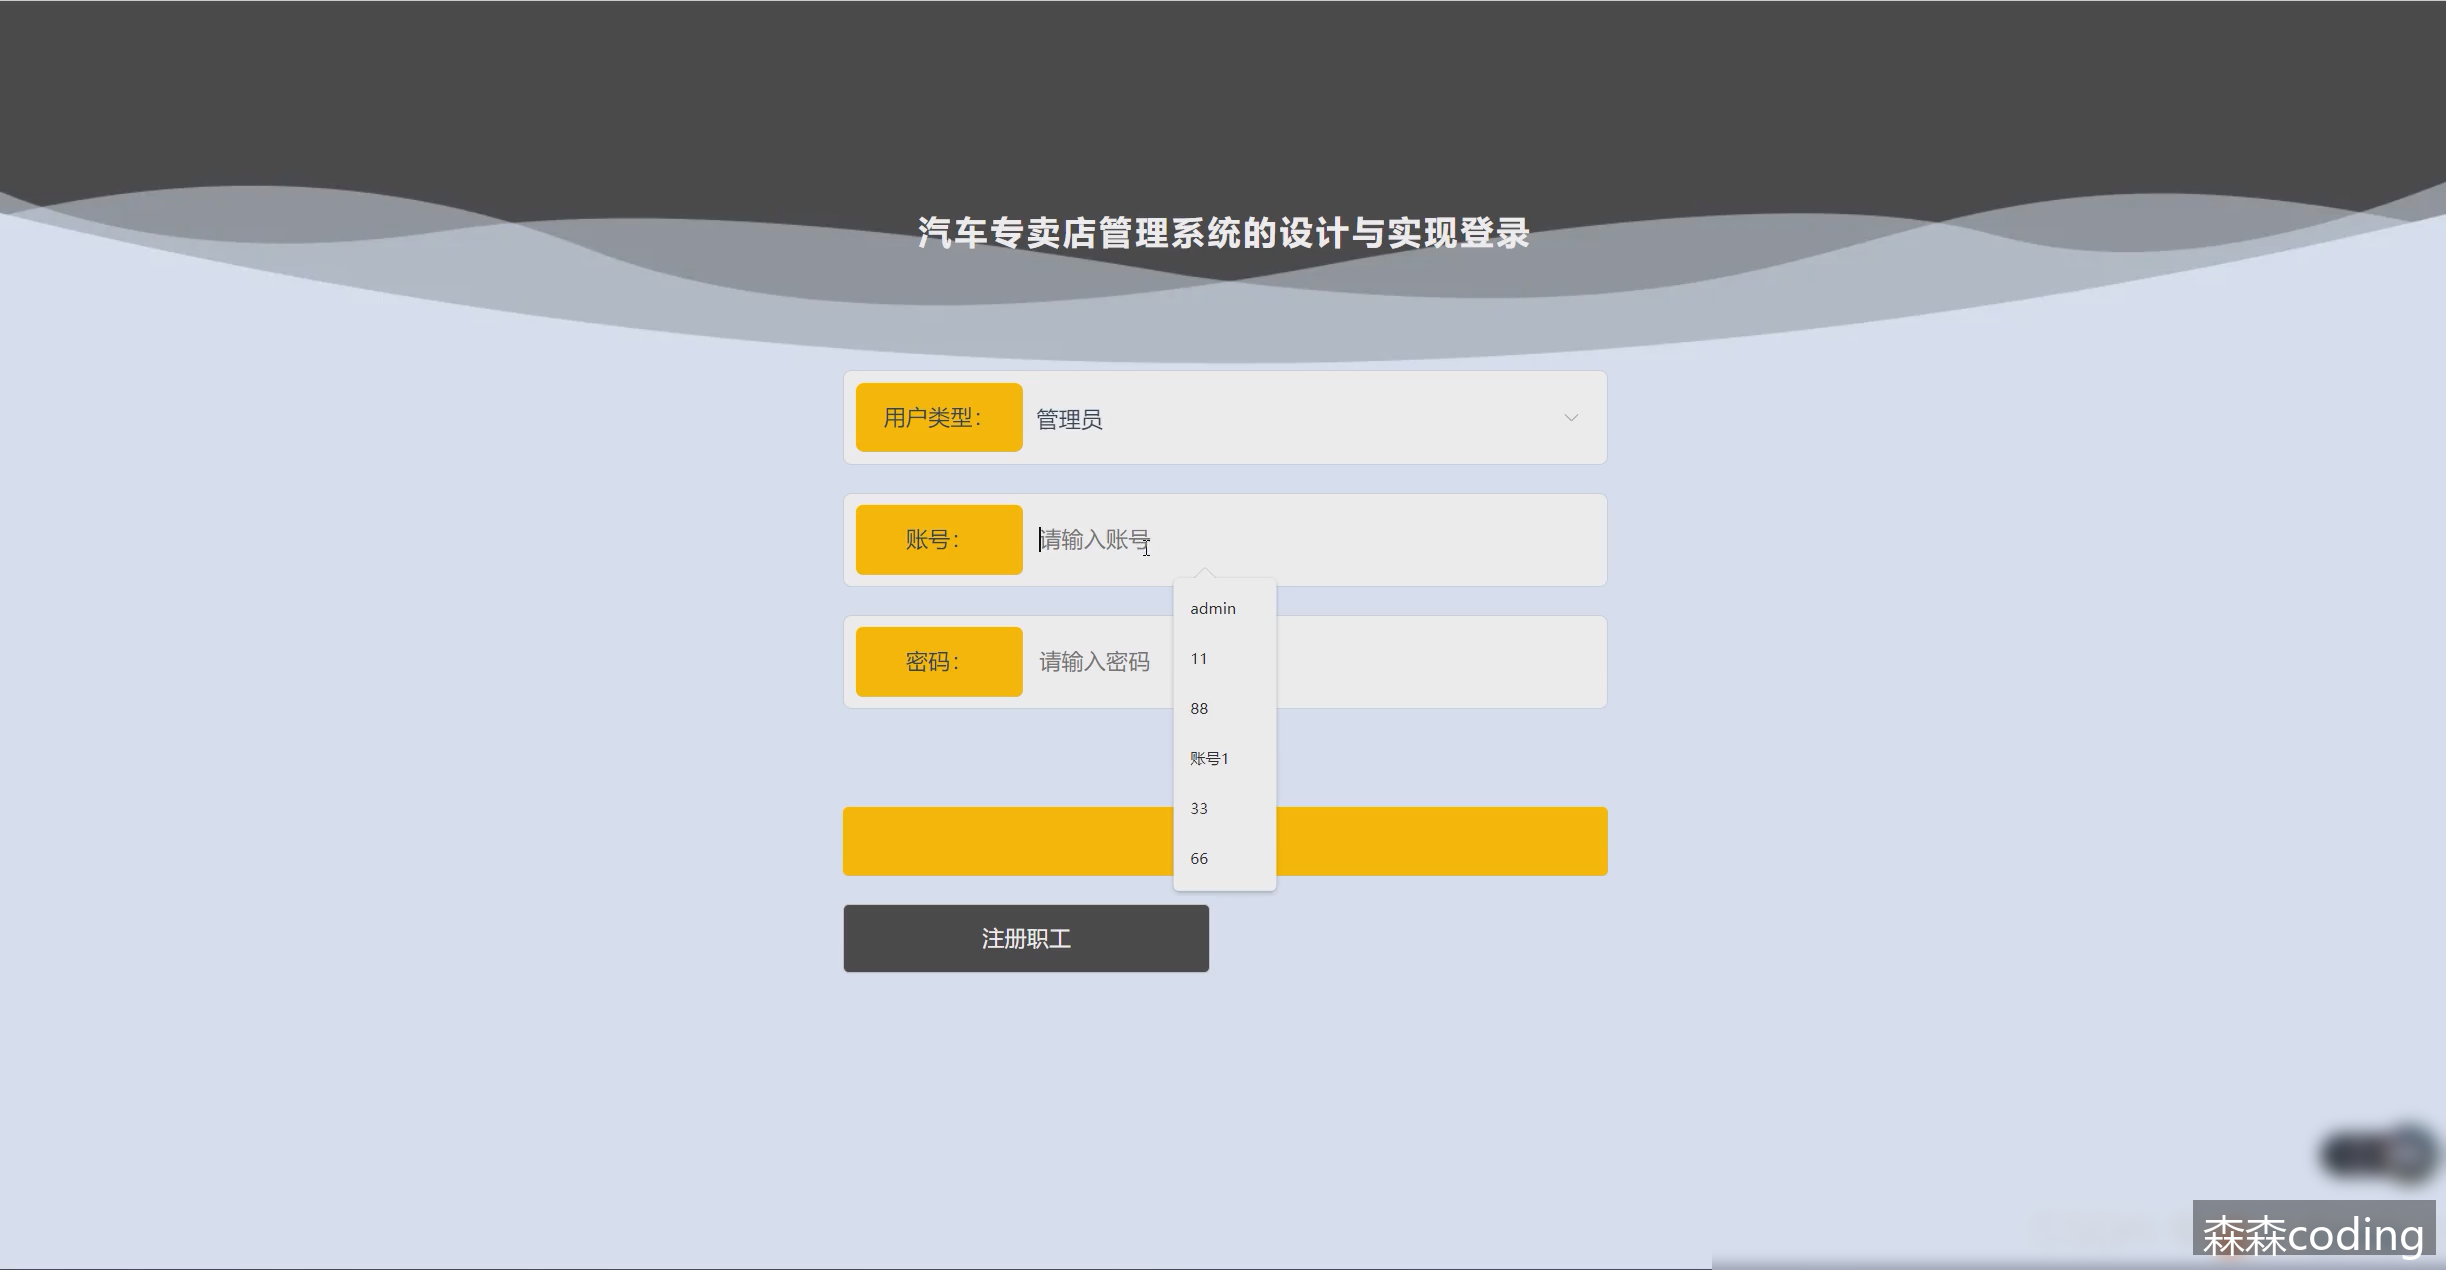 汽车专卖店管理系统的设计与实现登录
用户类型：
管理员
账号：
请输入账号
密码：
请输入密码
admin
11
88
账号1
33
66
注册职工
森森coding